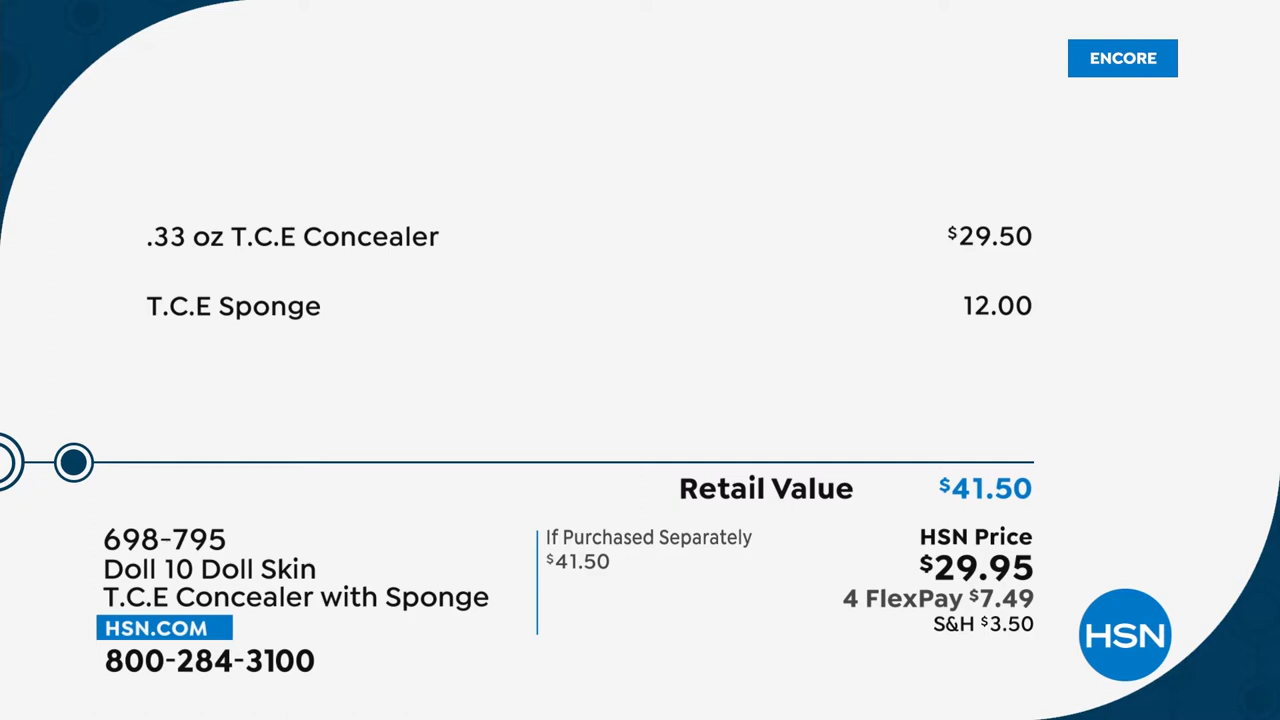 ENCORE
.33 oz T.C.E Concealer $29.50
T.C.E Sponge 12.00
Retail Value $41.50
698-795
Doll 10 Doll Skin
T.C.E Concealer with Sponge
HSN.COM
800-284-3100
If Purchased Separately
$41.50
HSN Price
$29.95
4 FlexPay $7.49
S&H $3.50
HSN